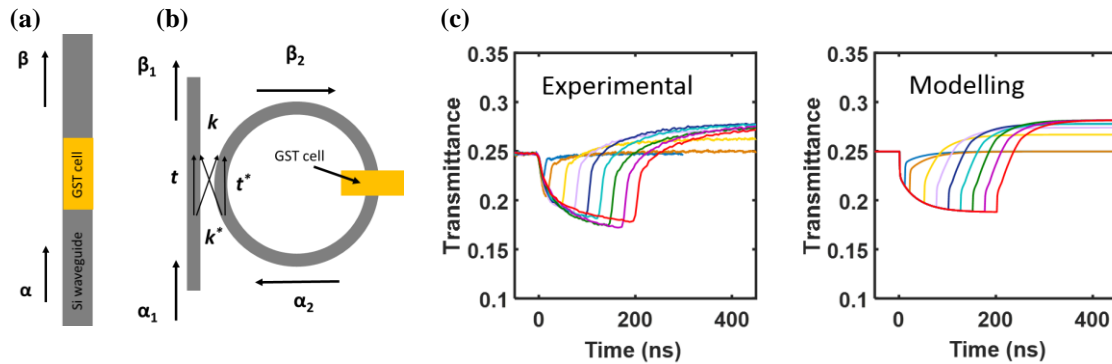 (a)
β
GST cell
Si waveguide
α
(b)
β₁
β₂
k
GST cell
t
t*
k*
α₂
α₁
(c)
Experimental
Transmittance
0.35
0.3
0.25
0.2
0.15
0.1
0
200
400
Time (ns)
Modelling
Transmittance
0.35
0.3
0.25
0.2
0.15
0.1
0
200
400
Time (ns)